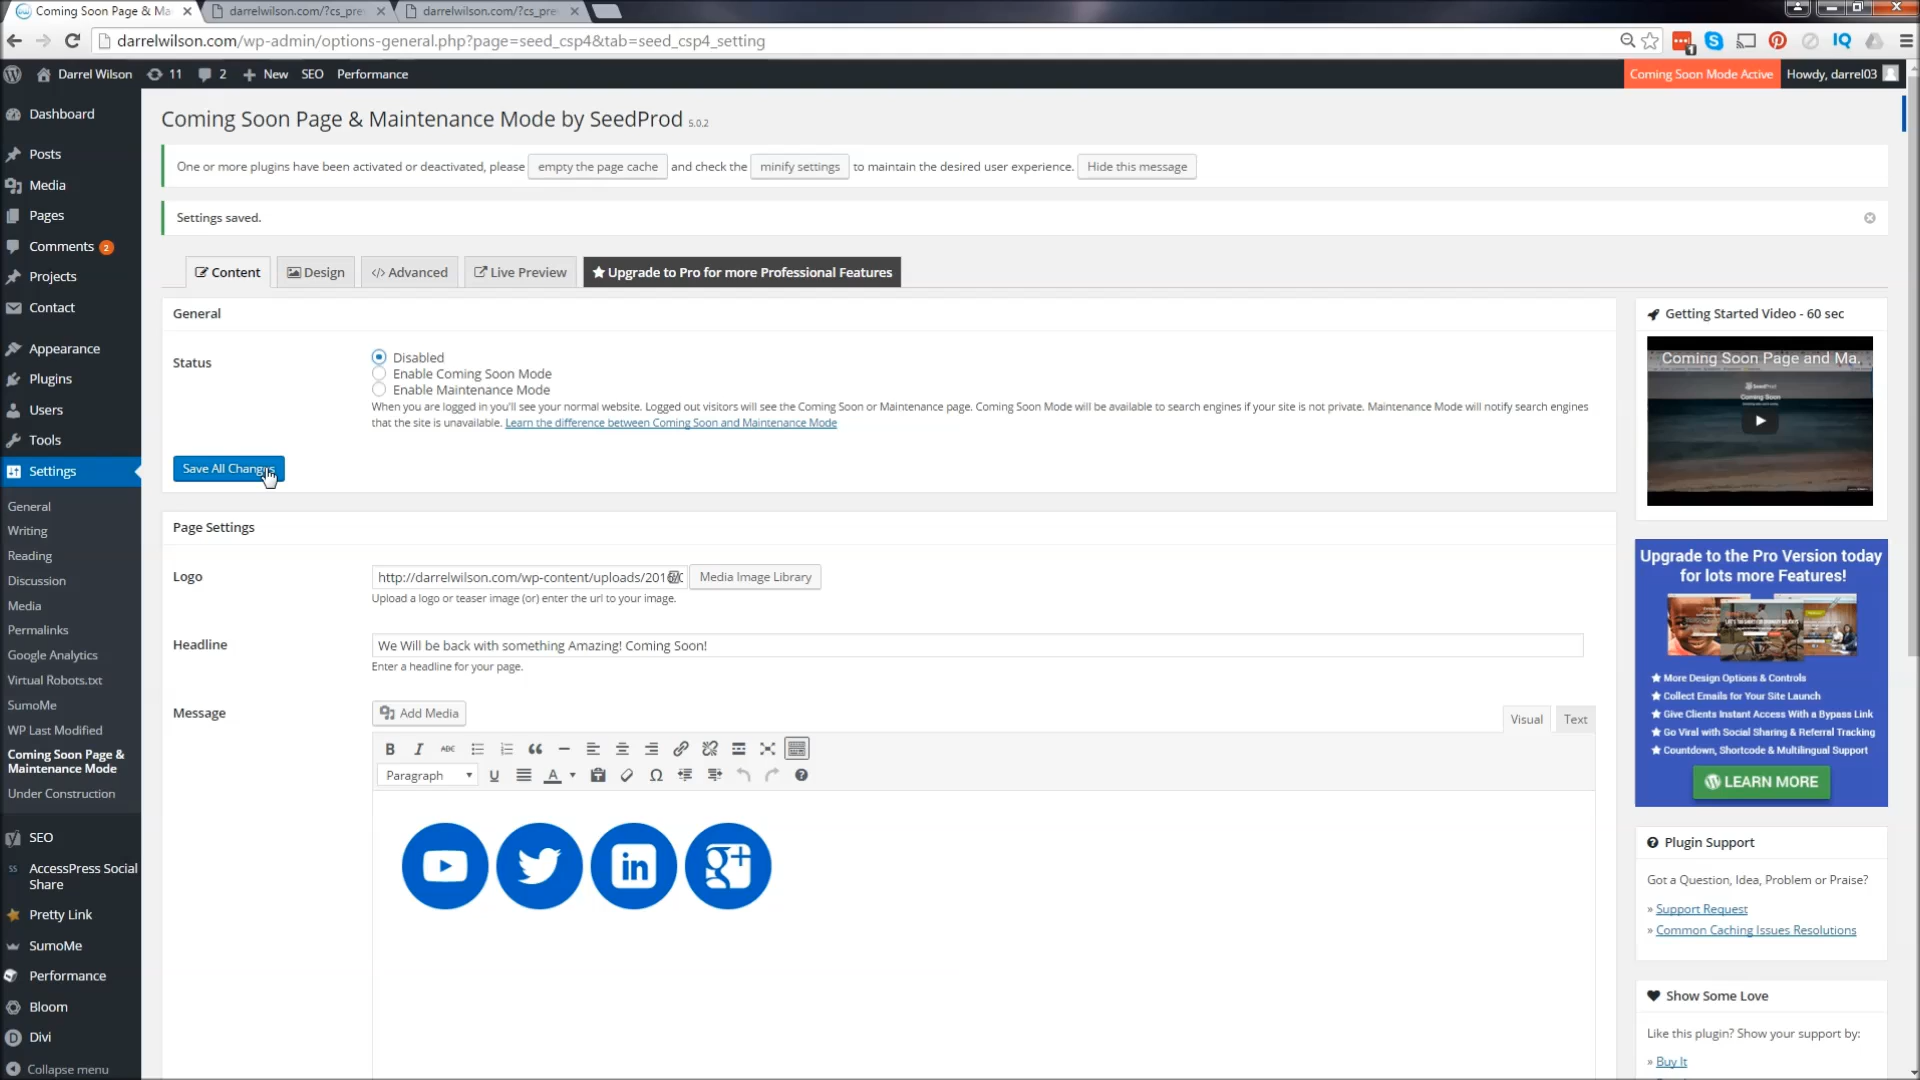 Coming Soon Page & Ma
darrelwilson.com/?cs_pre
darrelwilson.com/?cs_pre
darrelwilson.com/wp-admin/options-general.php?page=seed_csp4&tab=seed_csp4_setting
Darrel Wilson
11
2
New
SEO
Performance
Coming Soon Mode Active
Howdy, darrel03
Dashboard
Posts
Media
Pages
Comments 2
Projects
Contact
Appearance
Plugins
Users
Tools
Settings
General
Writing
Reading
Discussion
Media
Permalinks
Google Analytics
Virtual Robots.txt
SumoMe
WP Last Modified
Coming Soon Page &
Maintenance Mode
Under Construction
SEO
AccessPress Social
Share
Pretty Link
SumoMe
Performance
Bloom
Divi
Collapse menu
Coming Soon Page & Maintenance Mode by SeedProd 5.0.2
One or more plugins have been activated or deactivated, please empty the page cache and check the minify settings to maintain the desired user experience. Hide this message
Settings saved.
Content
Design
Advanced
Live Preview
Upgrade to Pro for more Professional Features
General
Status
Disabled
Enable Coming Soon Mode
Enable Maintenance Mode
When you are logged in you'll see your normal website. Logged out visitors will see the Coming Soon or Maintenance page. Coming Soon Mode will be available to search engines if your site is not private. Maintenance Mode will notify search engines
that the site is unavailable. Learn the difference between Coming Soon and Maintenance Mode
Save All Changes
Page Settings
Logo
http://darrelwilson.com/wp-content/uploads/2016/0
Media Image Library
Upload a logo or teaser image (or) enter the url to your image.
Headline
We Will be back with something Amazing! Coming Soon!
Enter a headline for your page.
Message
Add Media
Visual
Text
Paragraph
Getting Started Video - 60 sec
Coming Soon Page and Ma.
SeedProd
Coming Soon
Upgrade to the Pro Version today
for lots more Features!
More Design Options & Controls
Collect Emails for Your Site Launch
Give Clients Instant Access With a Bypass Link
Go Viral with Social Sharing & Referral Tracking
Countdown, Shortcode & Multilingual Support
LEARN MORE
Plugin Support
Got a Question, Idea, Problem or Praise?
» Support Request
» Common Caching Issues Resolutions
Show Some Love
Like this plugin? Show your support by:
» Buy It